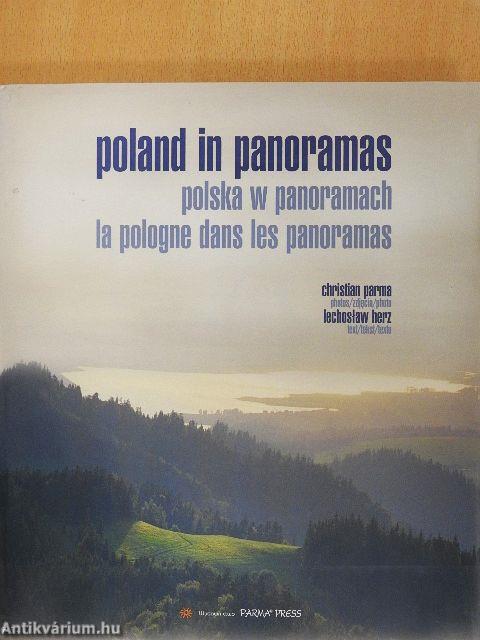 poland in panoramas
polska w panoramach
la pologne dans les panoramas
christian parma
photos/zdjęcia/photo
lechosław herz
text/tekst/texte
PARMA® PRESS
Antikvárium.hu